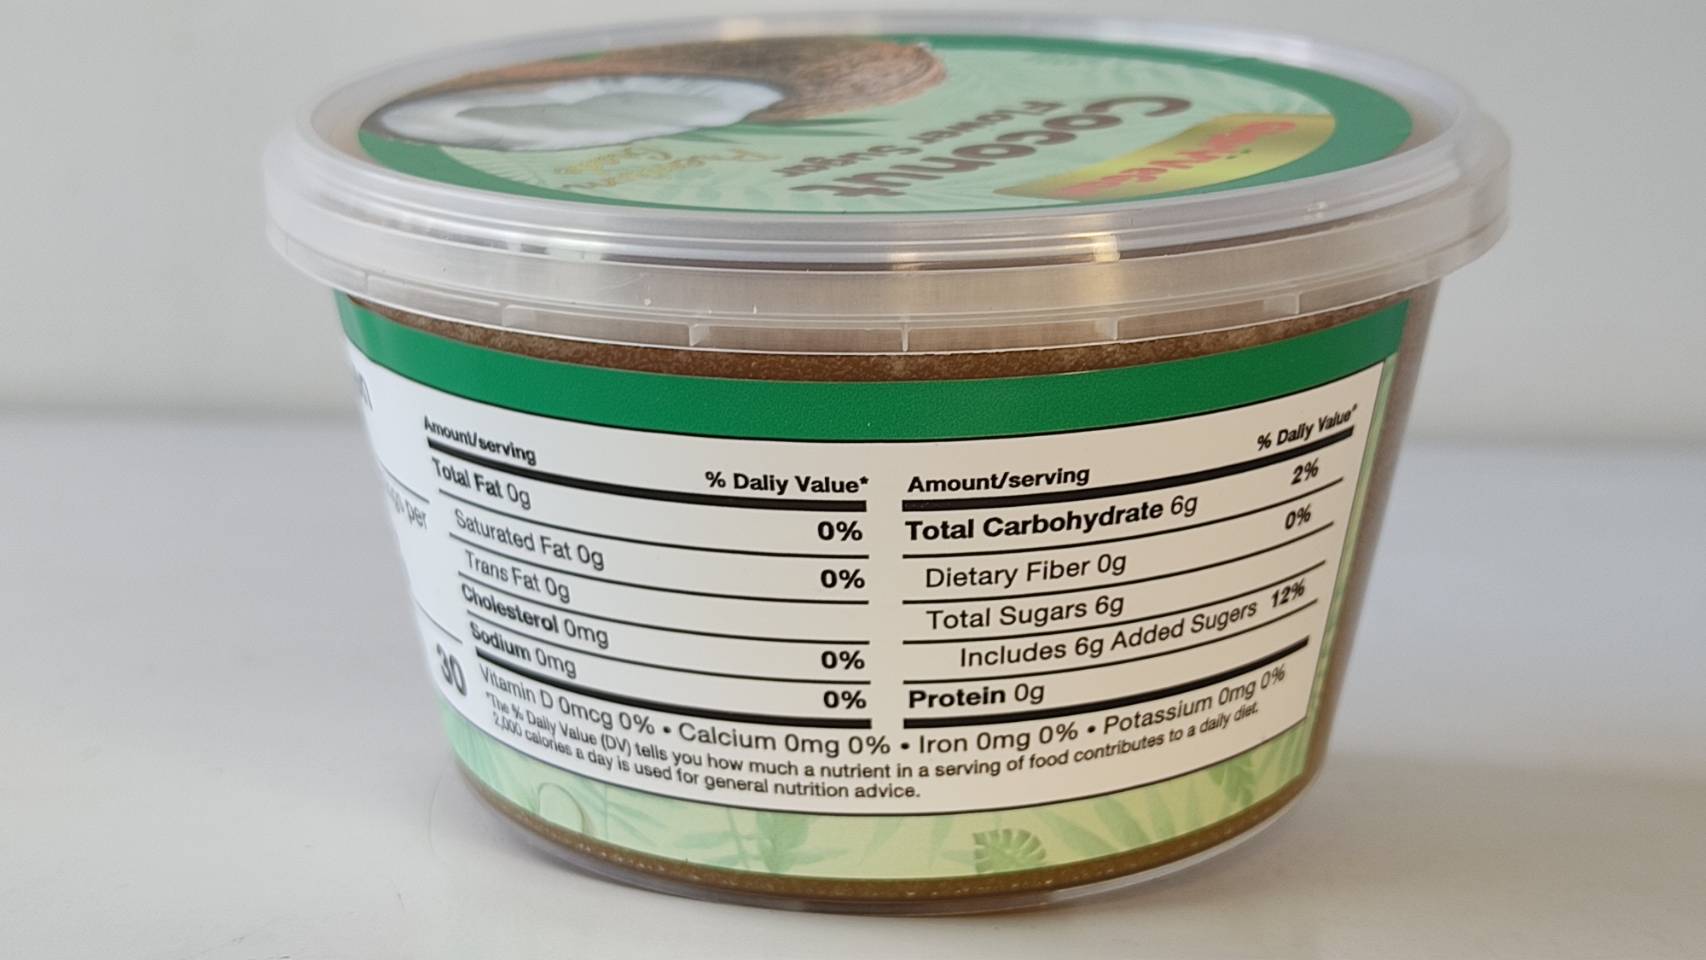 Coconut
Flower Sugar
Premium
Amount/serving
% Daliy Value*
Total Fat 0g
0%
Saturated Fat 0g
0%
Trans Fat 0g
Cholesterol 0mg
0%
Sodium 0mg
0%
Amount/serving
% Daily Value*
Total Carbohydrate 6g
2%
Dietary Fiber 0g
0%
Total Sugars 6g
Includes 6g Added Sugers 12%
Protein 0g
Vitamin D 0mcg 0% • Calcium 0mg 0% • Iron 0mg 0% • Potassium 0mg 0%
*The % Daily Value (DV) tells you how much a nutrient in a serving of food contributes to a daily diet.
2,000 calories a day is used for general nutrition advice.
per
30